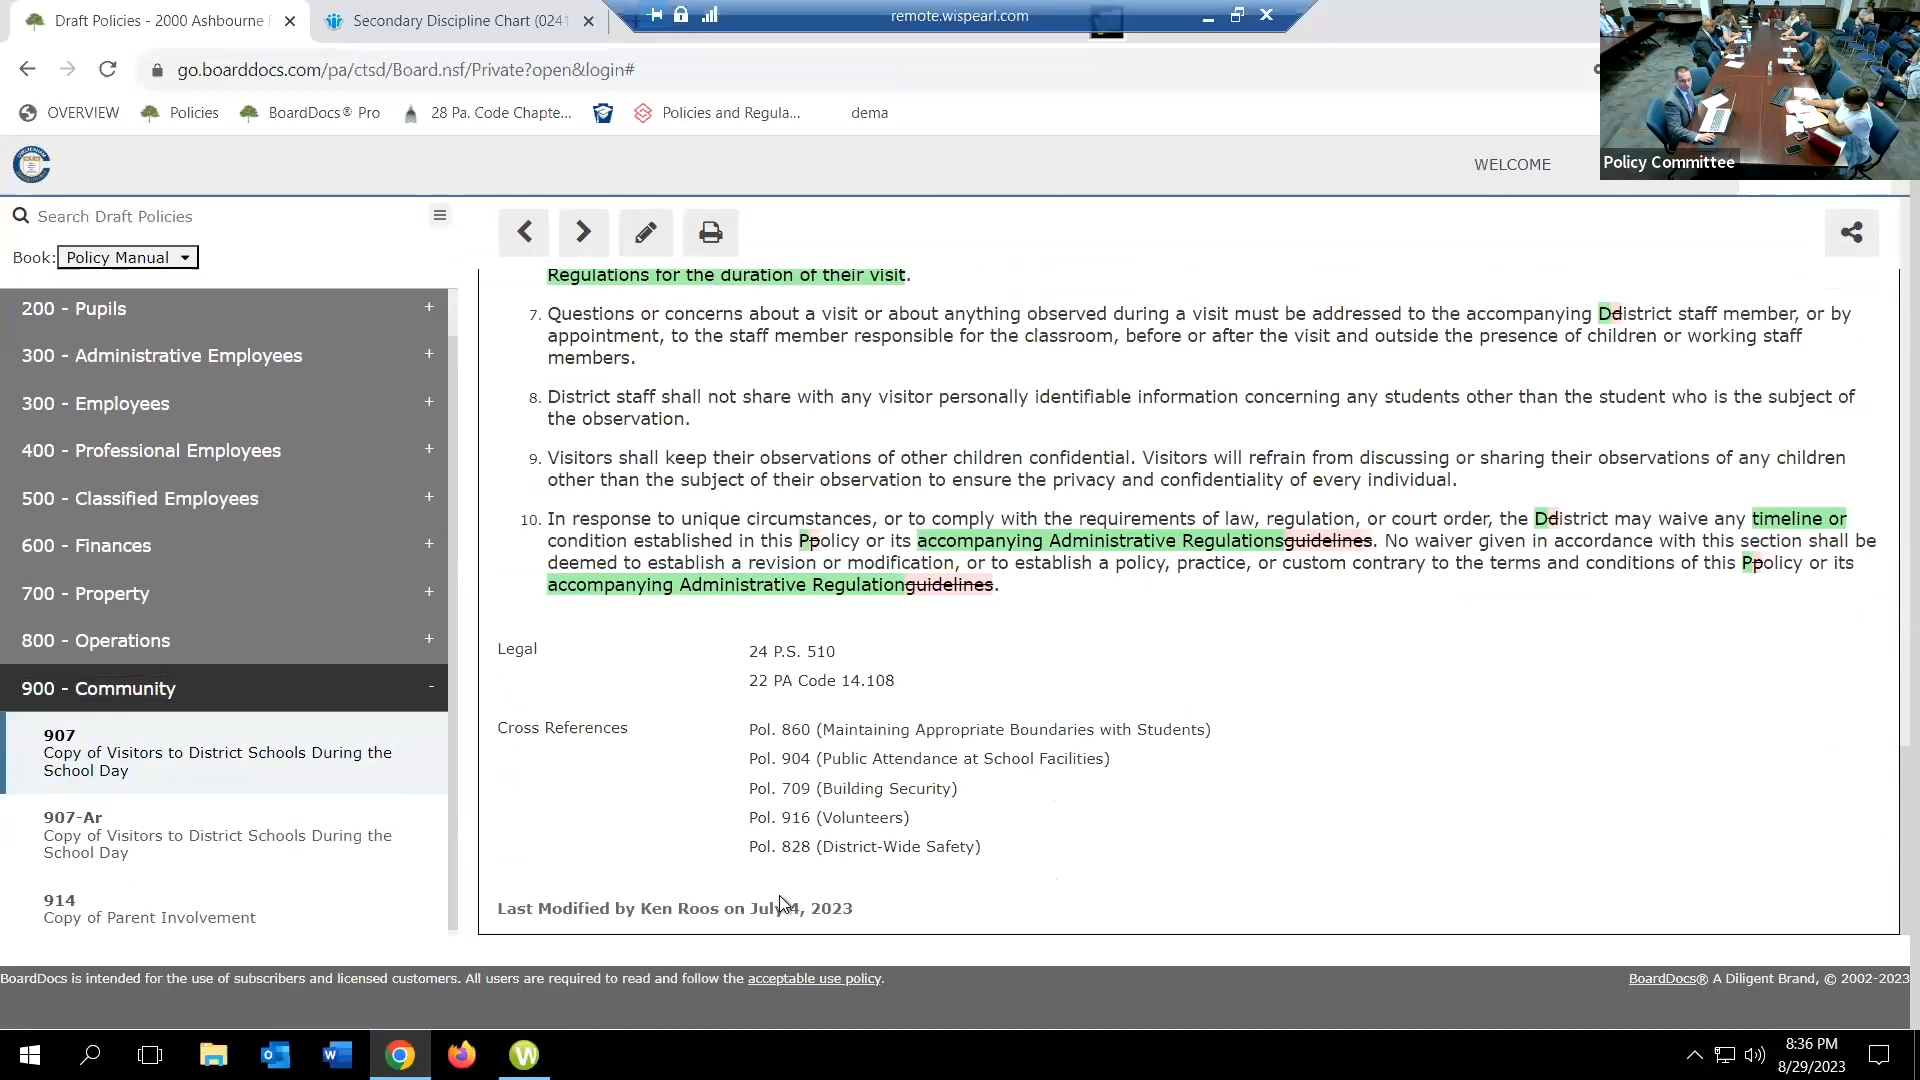 Draft Policies - 2000 Ashbourne
Secondary Discipline Chart (0241
remote.wispearl.com
go.boarddocs.com/pa/ctsd/Board.nsf/Private?open&login#
OVERVIEW Policies BoardDocs® Pro 28 Pa. Code Chapte... Policies and Regula... dema
WELCOME
Policy Committee
Search Draft Policies
Book: Policy Manual
200 - Pupils +
300 - Administrative Employees +
300 - Employees +
400 - Professional Employees +
500 - Classified Employees +
600 - Finances +
700 - Property +
800 - Operations +
900 - Community -
907
Copy of Visitors to District Schools During the
School Day
907-Ar
Copy of Visitors to District Schools During the
School Day
914
Copy of Parent Involvement
Regulations for the duration of their visit.
7. Questions or concerns about a visit or about anything observed during a visit must be addressed to the accompanying Ddistrict staff member, or by
appointment, to the staff member responsible for the classroom, before or after the visit and outside the presence of children or working staff
members.
8. District staff shall not share with any visitor personally identifiable information concerning any students other than the student who is the subject of
the observation.
9. Visitors shall keep their observations of other children confidential. Visitors will refrain from discussing or sharing their observations of any children
other than the subject of their observation to ensure the privacy and confidentiality of every individual.
10. In response to unique circumstances, or to comply with the requirements of law, regulation, or court order, the Ddistrict may waive any timeline or
condition established in this Ppolicy or its accompanying Administrative Regulationsguidelines. No waiver given in accordance with this section shall be
deemed to establish a revision or modification, or to establish a policy, practice, or custom contrary to the terms and conditions of this Ppolicy or its
accompanying Administrative Regulationguidelines.
Legal
24 P.S. 510
22 PA Code 14.108
Cross References
Pol. 860 (Maintaining Appropriate Boundaries with Students)
Pol. 904 (Public Attendance at School Facilities)
Pol. 709 (Building Security)
Pol. 916 (Volunteers)
Pol. 828 (District-Wide Safety)
Last Modified by Ken Roos on July 4, 2023
BoardDocs is intended for the use of subscribers and licensed customers. All users are required to read and follow the acceptable use policy.
BoardDocs® A Diligent Brand, © 2002-2023
8:36 PM
8/29/2023